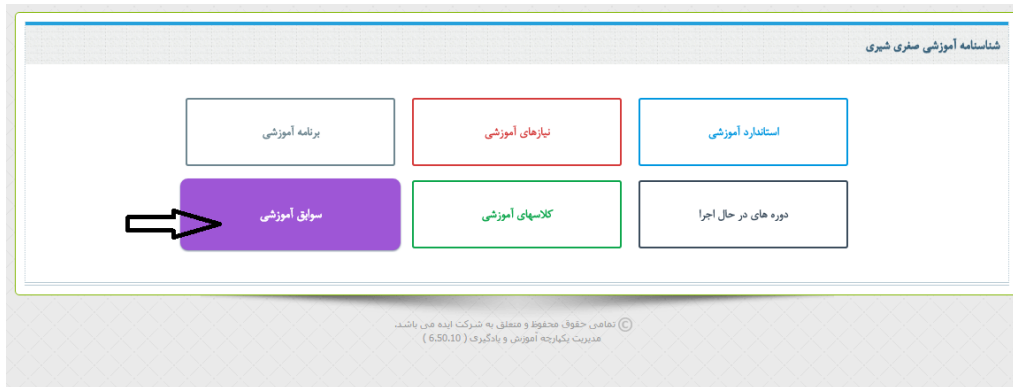 شناسنامه آموزشی صفری شیری
استاندارد آموزشی
نیازهای آموزشی
برنامه آموزشی
دوره های در حال اجرا
کلاسهای آموزشی
سوابق آموزشی
© تمامی حقوق محفوظ و متعلق به شرکت ایده می باشد.
مدیریت یکپارچه آموزش و یادگیری ( 6.50.10 )